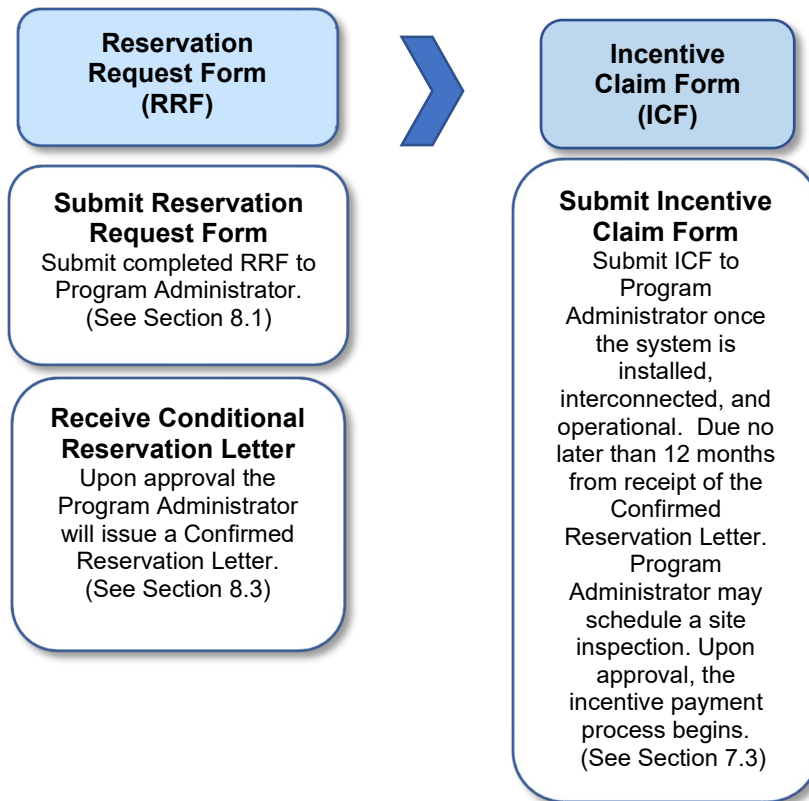 Reservation
Request Form
(RRF)
Submit Reservation
Request Form
Submit completed RRF to
Program Administrator.
(See Section 8.1)
Receive Conditional
Reservation Letter
Upon approval the
Program Administrator
will issue a Confirmed
Reservation Letter.
(See Section 8.3)
Incentive
Claim Form
(ICF)
Submit Incentive
Claim Form
Submit ICF to
Program
Administrator once
the system is
installed,
interconnected, and
operational.  Due no
later than 12 months
from receipt of the
Confirmed
Reservation Letter.
Program
Administrator may
schedule a site
inspection. Upon
approval, the
incentive payment
process begins.
(See Section 7.3)